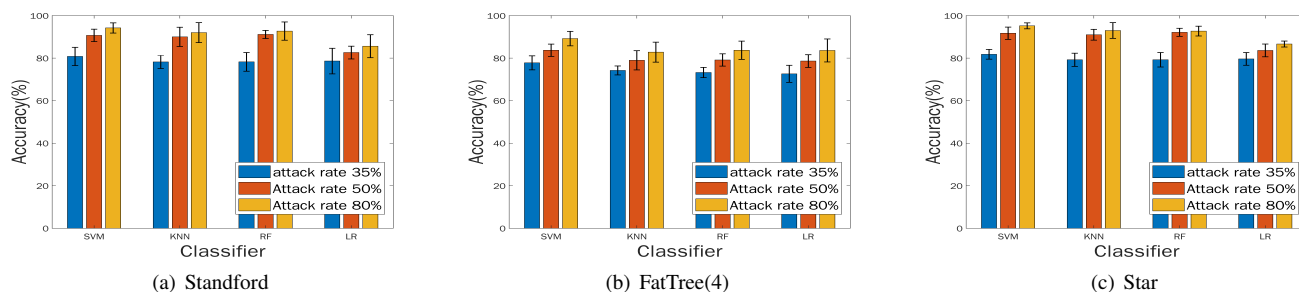 100
80
60
40
20
0
Accuracy(%)
attack rate 35%
Attack rate 50%
Attack rate 80%
SVM KNN RF LR
Classifier
(a) Standford
100
80
60
40
20
0
Accuracy(%)
attack rate 35%
Attack rate 50%
Attack rate 80%
SVM KNN RF LR
Classifier
(b) FatTree(4)
100
80
60
40
20
0
Accuracy(%)
attack rate 35%
Attack rate 50%
Attack rate 80%
SVM KNN RF LR
Classifier
(c) Star